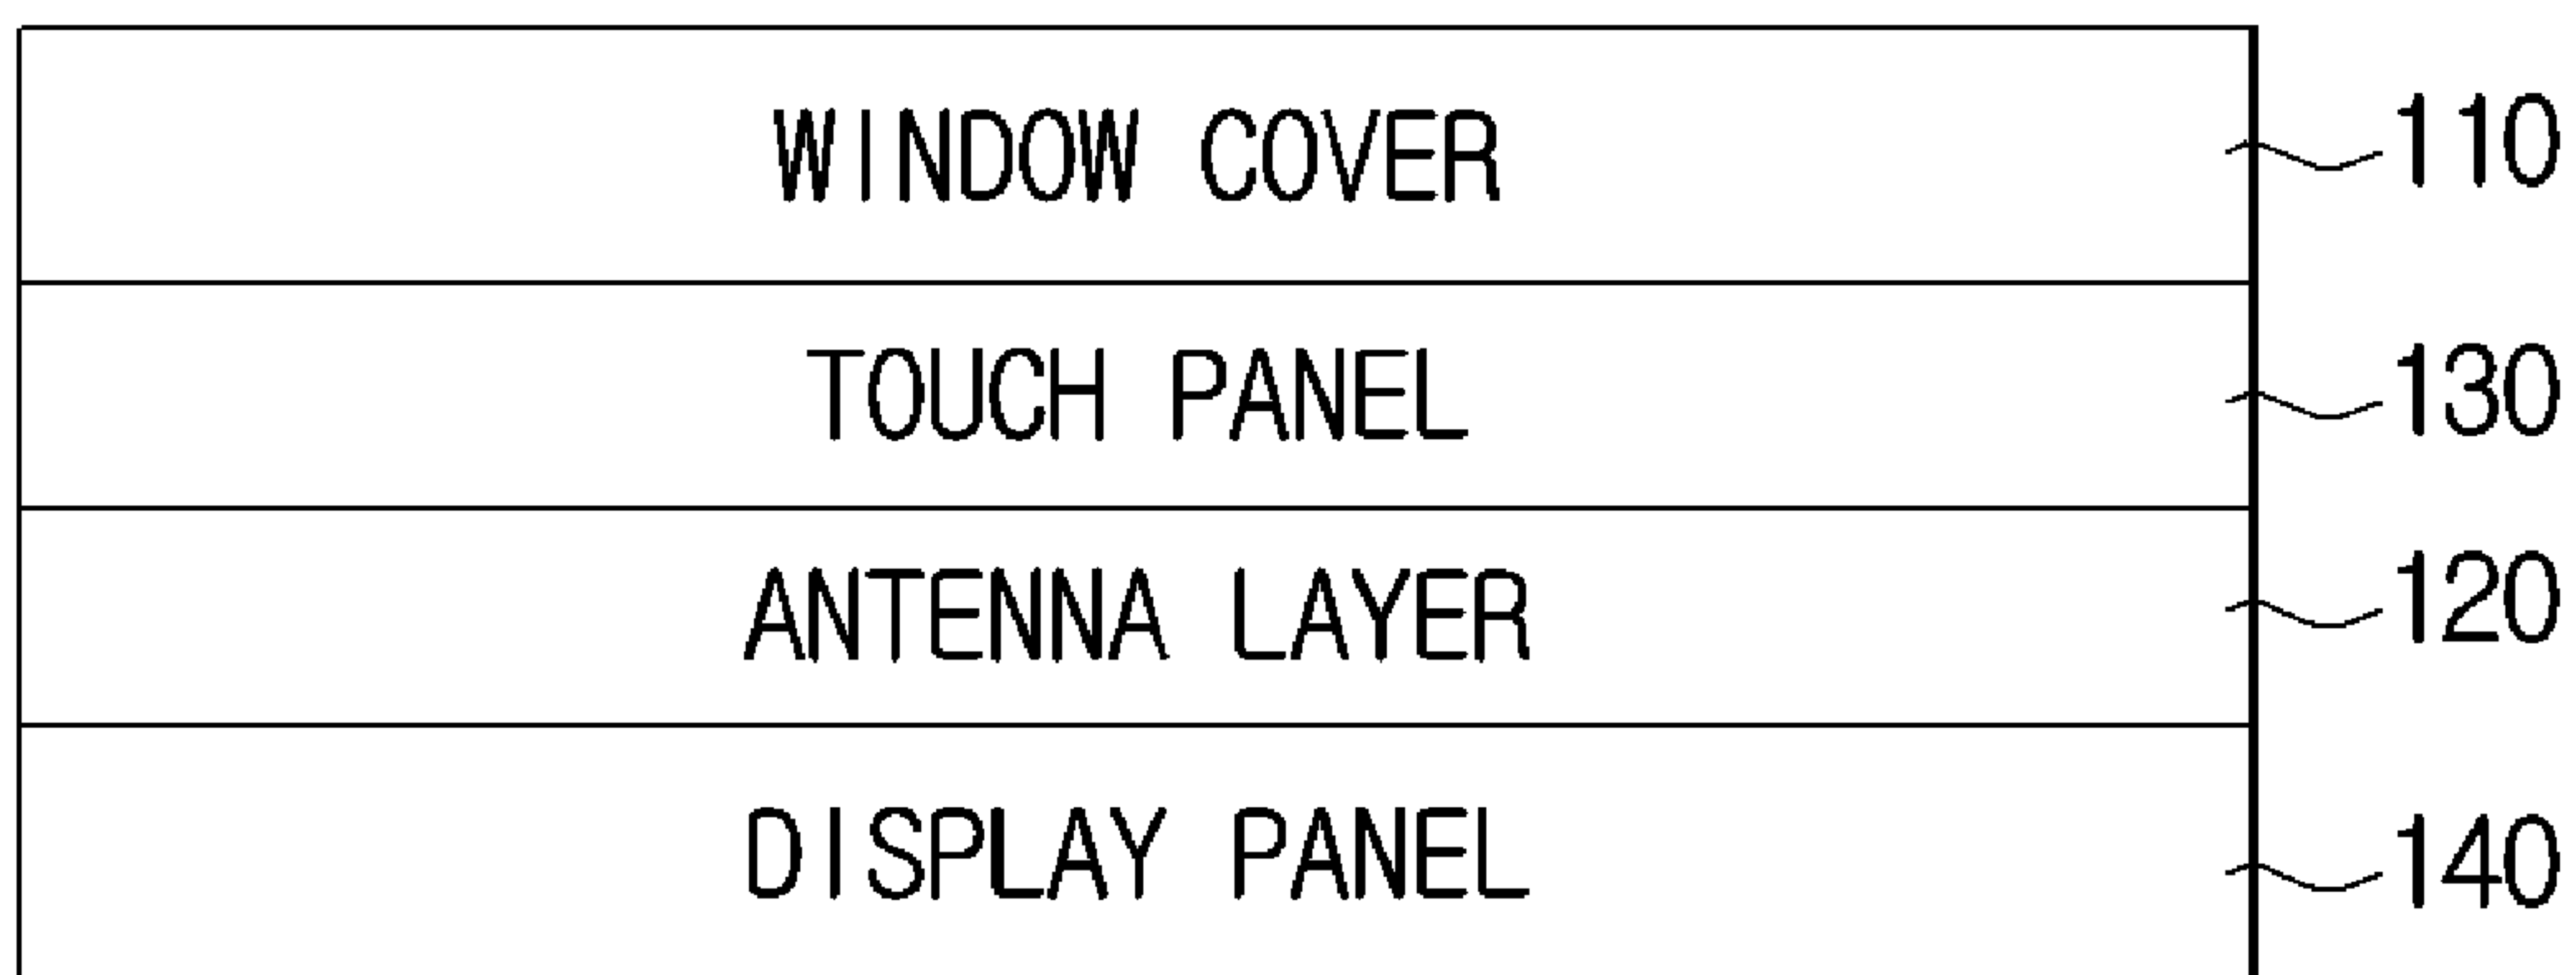 WINDOW COVER 110
TOUCH PANEL 130
ANTENNA LAYER 120
DISPLAY PANEL 140